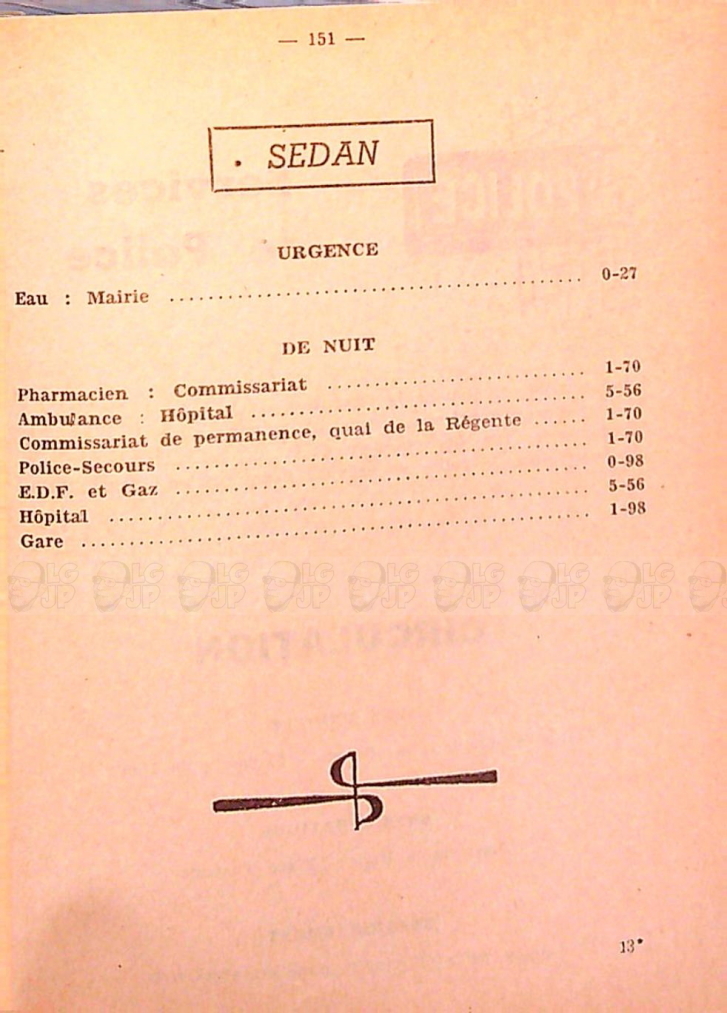 — 151 —
. SEDAN
URGENCE
Eau : Mairie ........................................ 0-27
DE NUIT
Pharmacien : Commissariat ........................ 1-70
Ambulance : Hôpital ................................ 5-56
Commissariat de permanence, quai de la Régente ...... 1-70
Police-Secours ...................................... 1-70
E.D.F. et Gaz ...................................... 0-98
Hôpital ............................................ 5-56
Gare .............................................. 1-98
13*